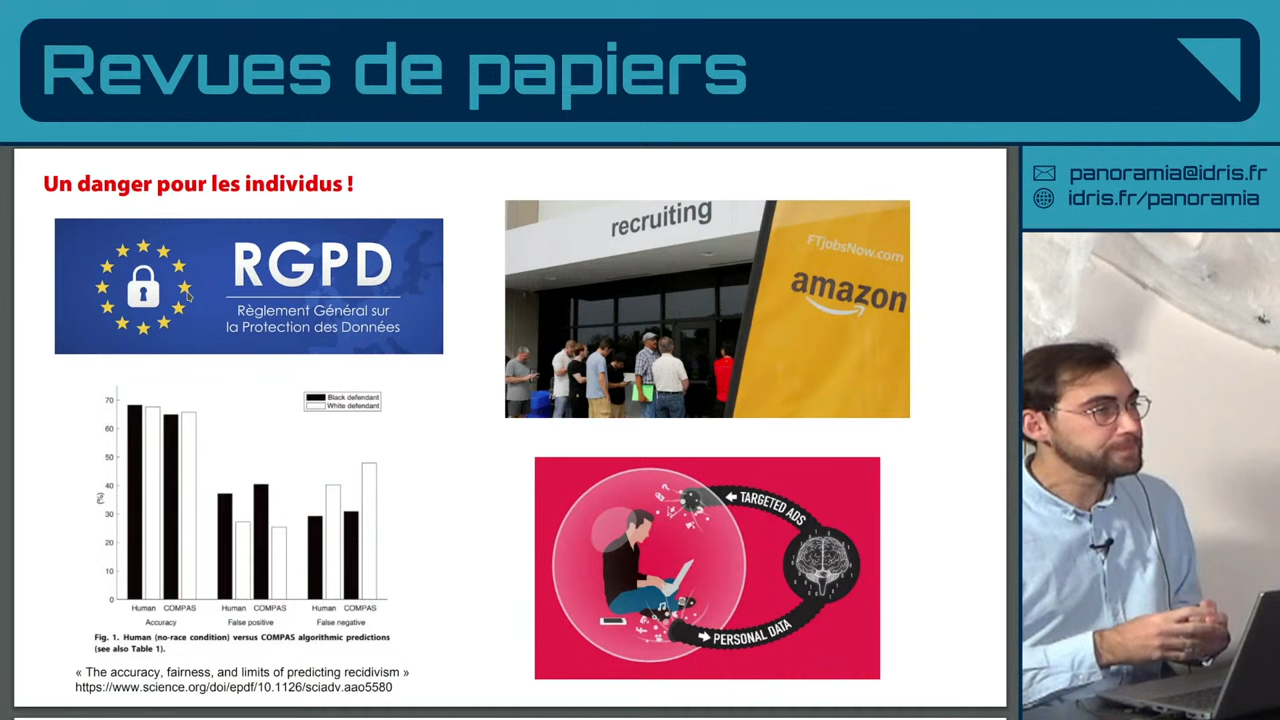 Revues de papiers
panoramia@idris.fr
idris.fr/panoramia
Un danger pour les individus !
RGPD
Règlement Général sur
la Protection des Données
recruiting
FTjobsNow.com
amazon
Black defendant
White defendant
70
60
50
40
30
20
10
0
(%)
Human COMPAS Human COMPAS Human COMPAS
Accuracy False positive False negative
Fig. 1. Human (no-race condition) versus COMPAS algorithmic predictions
(see also Table 1).
« The accuracy, fairness, and limits of predicting recidivism »
https://www.science.org/doi/epdf/10.1126/sciadv.aao5580
TARGETED ADS
PERSONAL DATA